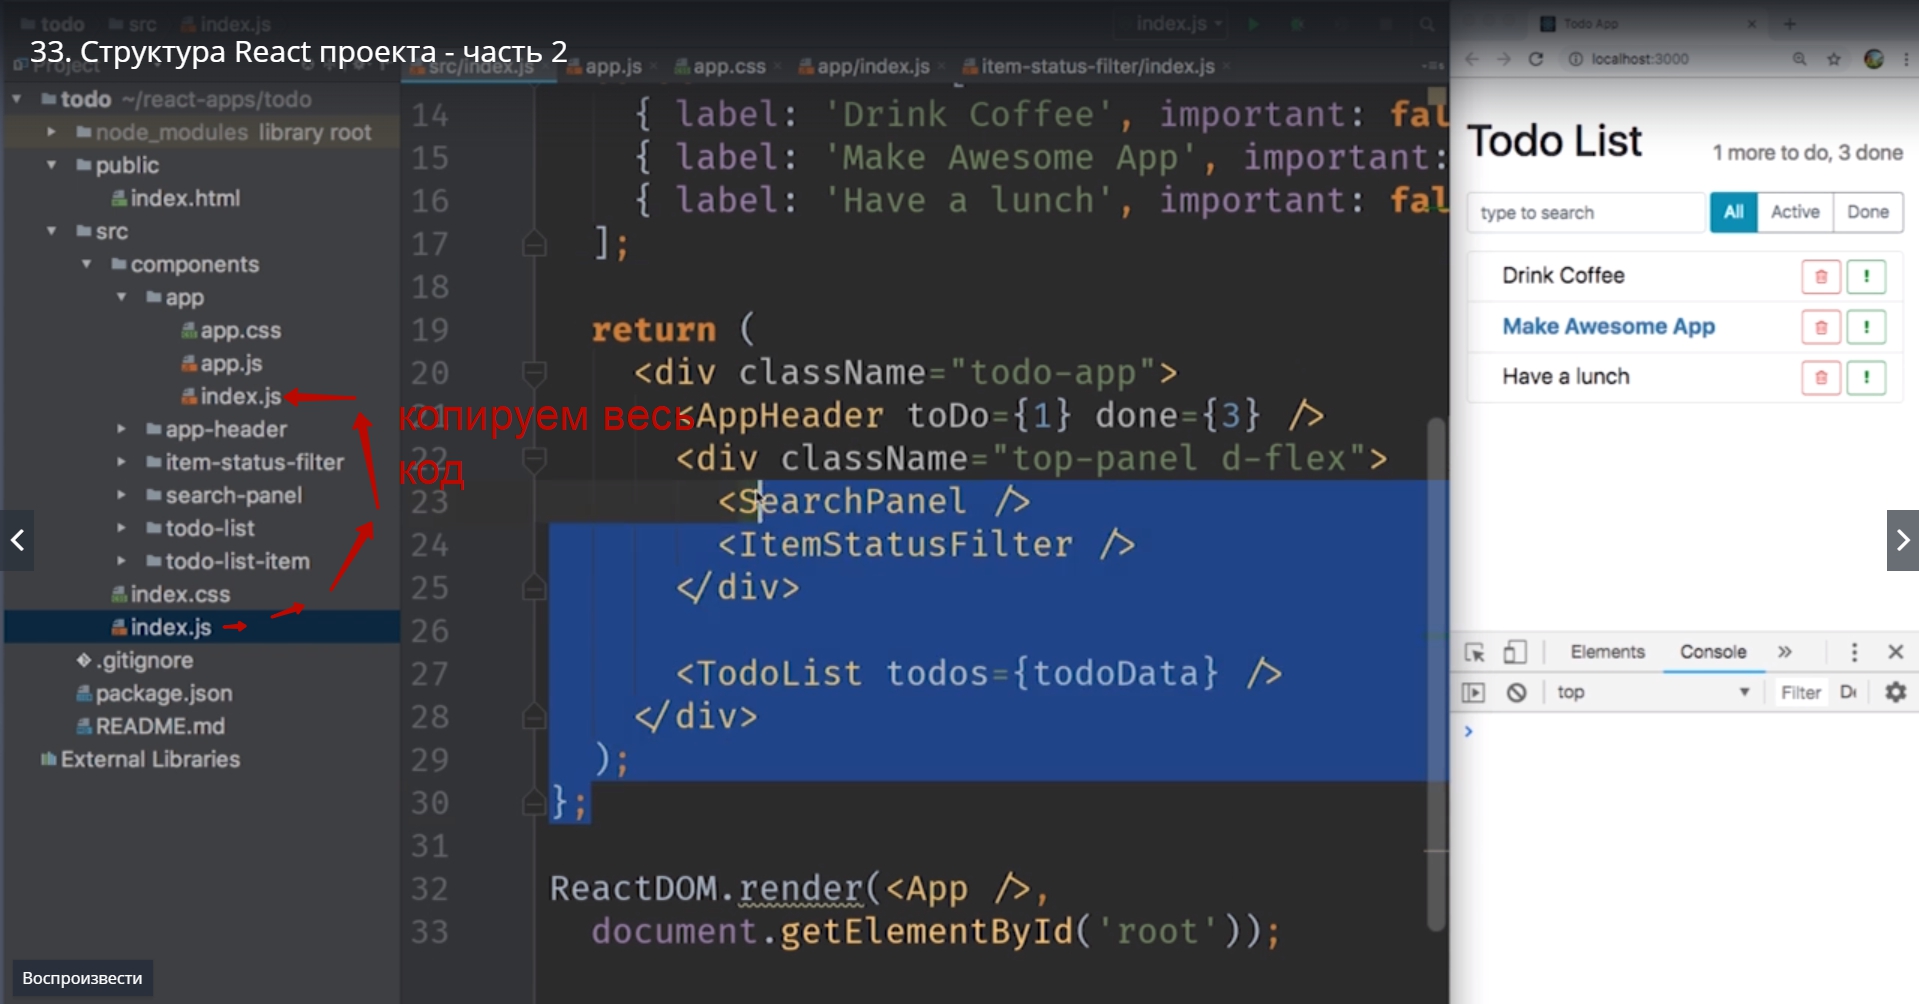 todo src index.js
index.js
Todo App
33. Структура React проекта - часть 2
Project
src/index.js app.js app.css app/index.js item-status-filter/index.js
localhost:3000
todo ~/react-apps/todo
node_modules library root
public
index.html
src
components
app
app.css
app.js
index.js
app-header
item-status-filter
search-panel
todo-list
todo-list-item
index.css
index.js
.gitignore
package.json
README.md
External Libraries
копируем весь
код
14 { label: 'Drink Coffee', important: fal
15 { label: 'Make Awesome App', important:
16 { label: 'Have a lunch', important: fal
17 ];
18
19 return (
20 <div className="todo-app">
21 <AppHeader toDo={1} done={3} />
22 <div className="top-panel d-flex">
23 <SearchPanel />
24 <ItemStatusFilter />
25 </div>
26
27 <TodoList todos={todoData} />
28 </div>
29 );
30 };
31
32 ReactDOM.render(<App />,
33 document.getElementById('root'));
Todo List
1 more to do, 3 done
type to search
All Active Done
Drink Coffee
Make Awesome App
Have a lunch
Elements Console
top Filter De
Воспроизвести